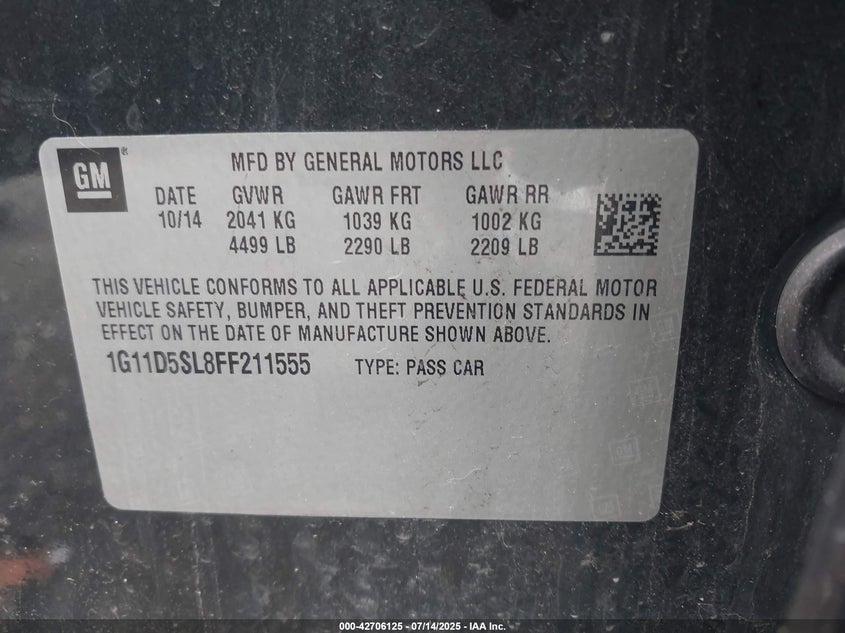 GM®
MFD BY GENERAL MOTORS LLC
DATE GVWR GAWR FRT GAWR RR
10/14 2041 KG 1039 KG 1002 KG
4499 LB 2290 LB 2209 LB
THIS VEHICLE CONFORMS TO ALL APPLICABLE U.S. FEDERAL MOTOR
VEHICLE SAFETY, BUMPER, AND THEFT PREVENTION STANDARDS IN
EFFECT ON THE DATE OF MANUFACTURE SHOWN ABOVE.
1G11D5SL8FF211555 TYPE: PASS CAR
000-42706125 - 07/14/2025 - IAA Inc.